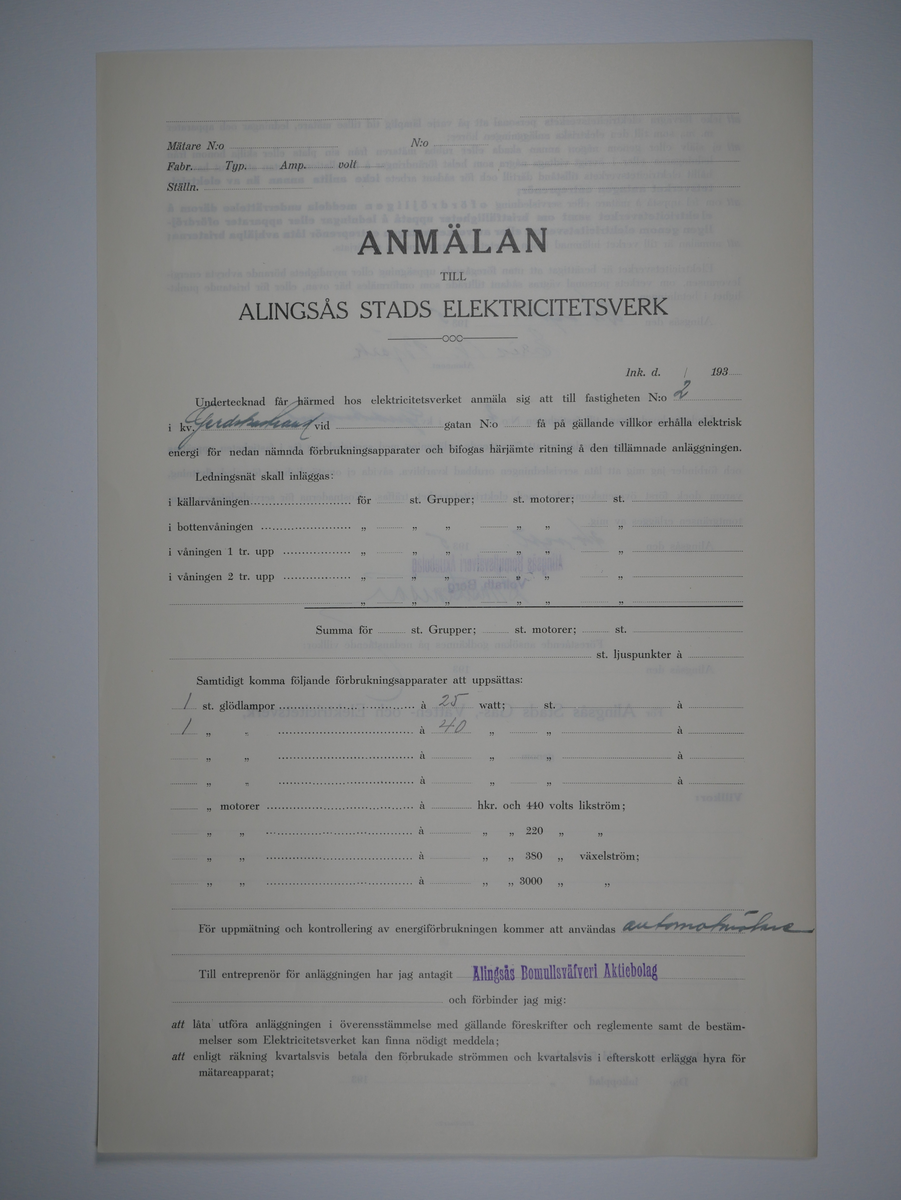 Mätare N:o N:o
Fabr. Typ. Amp. volt
Ställn.
ANMÄLAN
TILL
ALINGSÅS STADS ELEKTRICITETSVERK
Ink. d. / 193
Undertecknad får härmed hos elektricitetsverket anmäla sig att till fastigheten N:o 2
i kv. vid gatan N:o få på gällande villkor erhålla elektrisk
energi för nedan nämnda förbrukningsapparater och bifogas härjämte ritning å den tillämnade anläggningen.
Ledningsnät skall inläggas:
i källarvåningen för st. Grupper; st. motorer; st.
i bottenvåningen „ „ „ „ „ „
i våningen 1 tr. upp „ „ „ „ „ „
i våningen 2 tr. upp „ „ „ „ „ „
„ „ „ „ „ „
Summa för st. Grupper; st. motorer; st.
st. ljuspunkter à
Samtidigt komma följande förbrukningsapparater att uppsättas:
1 st. glödlampor à 25 watt; st. à
1 „ „ à 40 „ „ à
„ „ à „ „ à
„ „ à „ „ à
„ motorer à hkr. och 440 volts likström;
„ „ à „ „ 220 „ „
„ „ à „ „ 380 „ växelström;
„ „ à „ „ 3000 „ „
För uppmätning och kontrollering av energiförbrukningen kommer att användas automatmätare
Till entreprenör för anläggningen har jag antagit Alingsås Bomullsväfveri Aktiebolag
och förbinder jag mig:
att låta utföra anläggningen i överensstämmelse med gällande föreskrifter och reglemente samt de bestäm-
melser som Elektricitetsverket kan finna nödigt meddela;
att enligt räkning kvartalsvis betala den förbrukade strömmen och kvartalsvis i efterskott erlägga hyra för
mätareapparat;